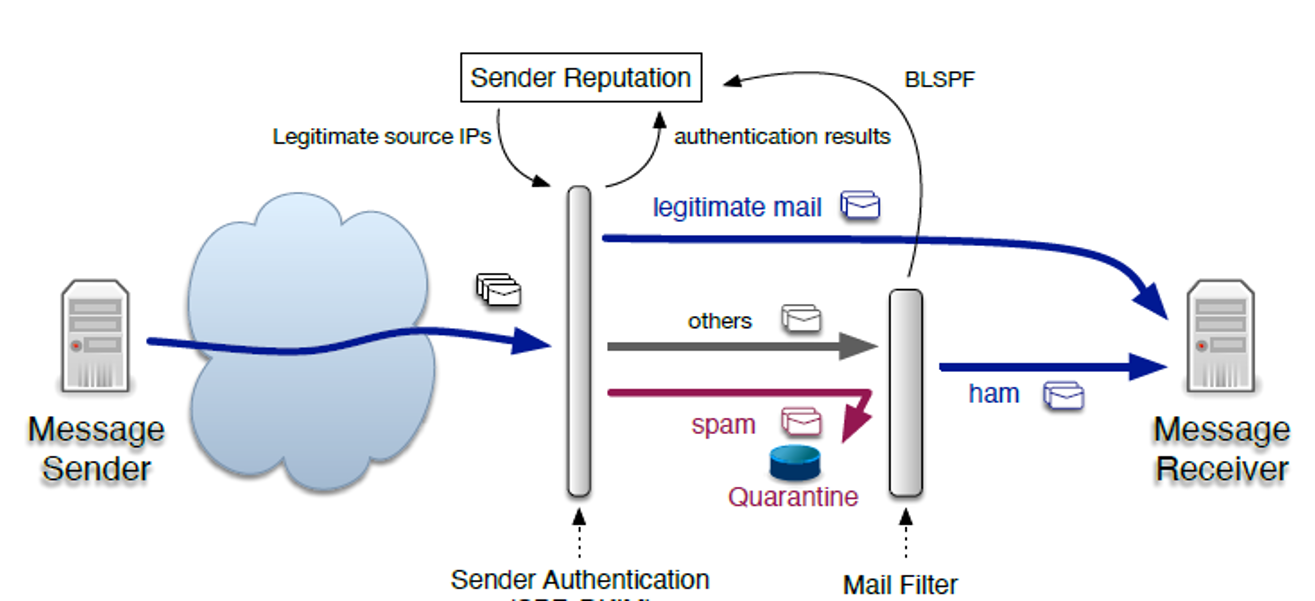 Sender Reputation
BLSPF
Legitimate source IPs
authentication results
legitimate mail
others
ham
spam
Quarantine
Message
Sender
Message
Receiver
Sender Authentication
Mail Filter